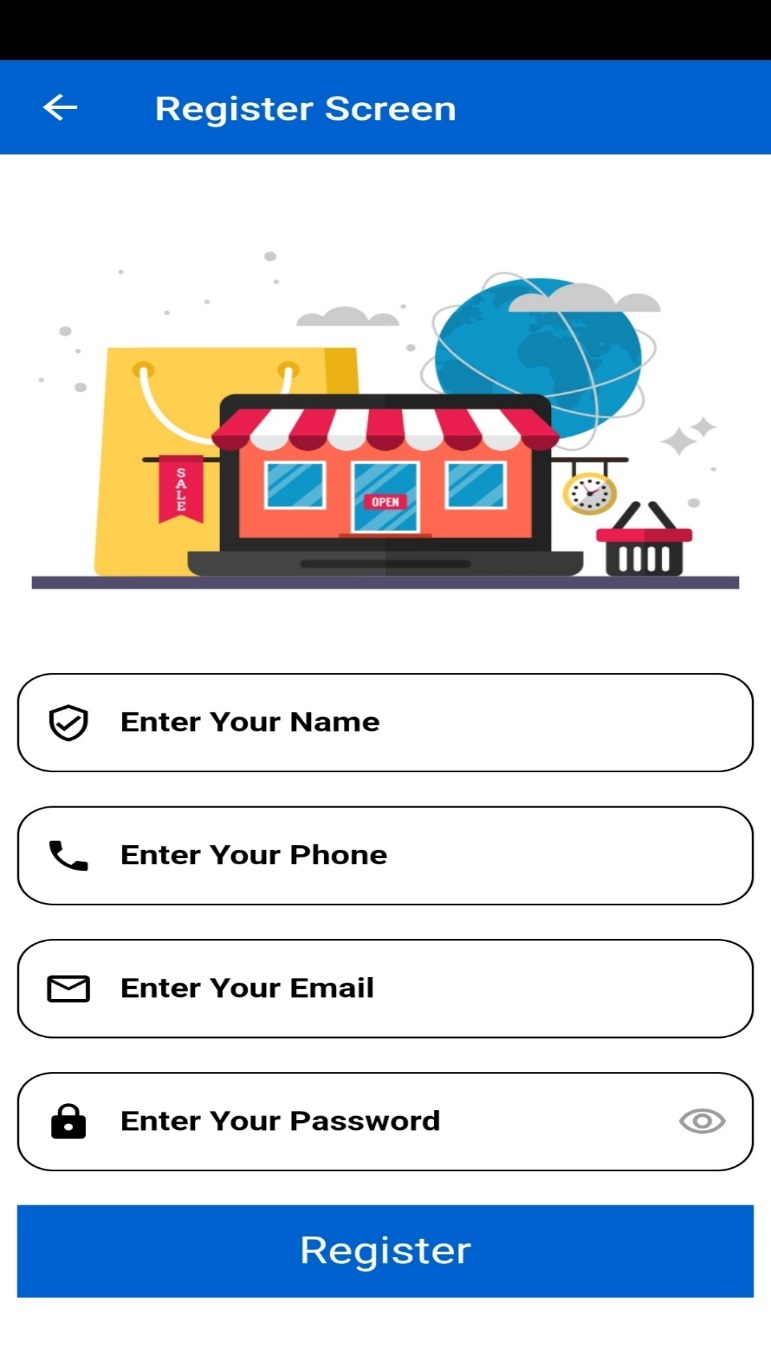 Register Screen
SALE
OPEN
Enter Your Name
Enter Your Phone
Enter Your Email
Enter Your Password
Register